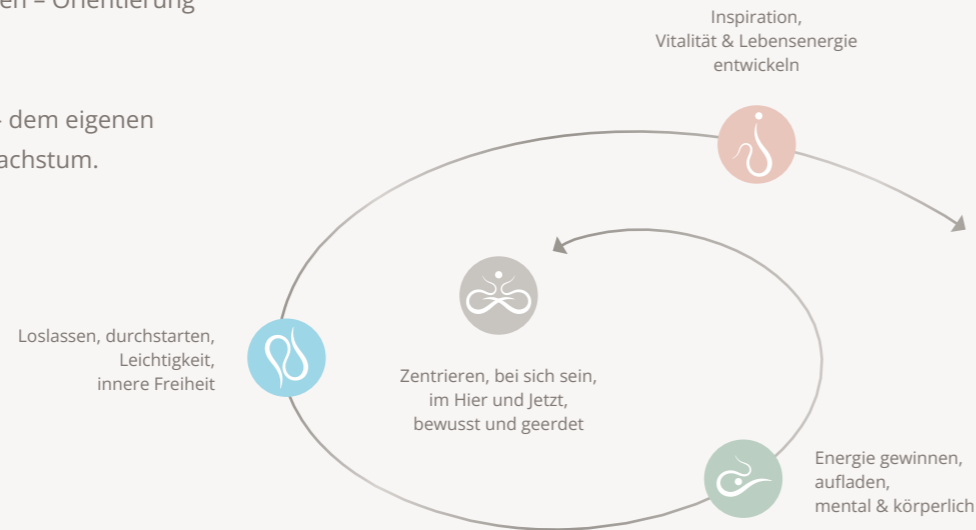 – Orientierung
dem eigenen
Inspiration,
Vitalität & Lebensenergie
entwickeln
Loslassen, durchstarten,
Leichtigkeit,
innere Freiheit
Zentrieren, bei sich sein,
im Hier und Jetzt,
bewusst und geerdet
Energie gewinnen,
aufladen,
mental & körperlich